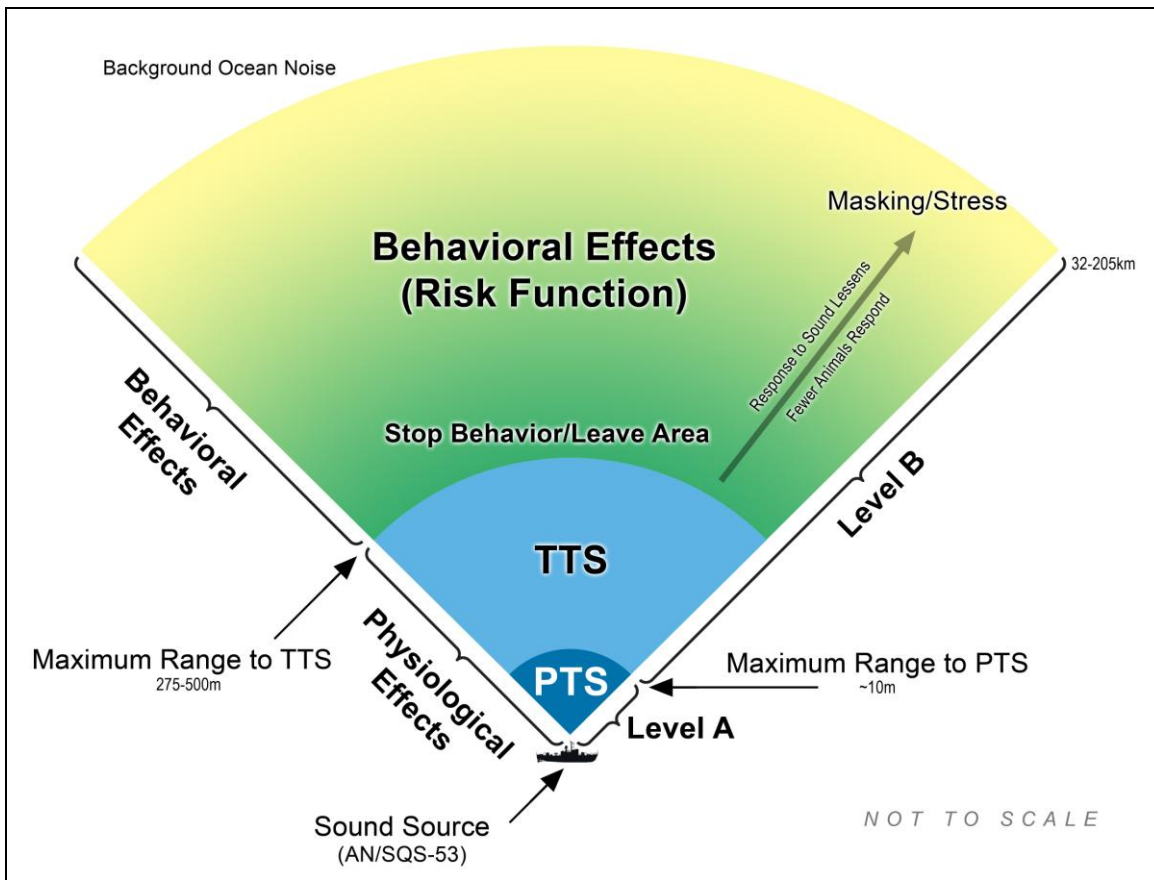 Background Ocean Noise
Masking/Stress
Behavioral Effects
(Risk Function)
32-205km
Response to Sound Lessens
Fewer Animals Respond
Stop Behavior/Leave Area
Behavioral
Effects
Level B
TTS
Maximum Range to TTS
275-500m
Physiological
Effects
PTS
Maximum Range to PTS
~10m
Level A
Sound Source
(AN/SQS-53)
NOT TO SCALE